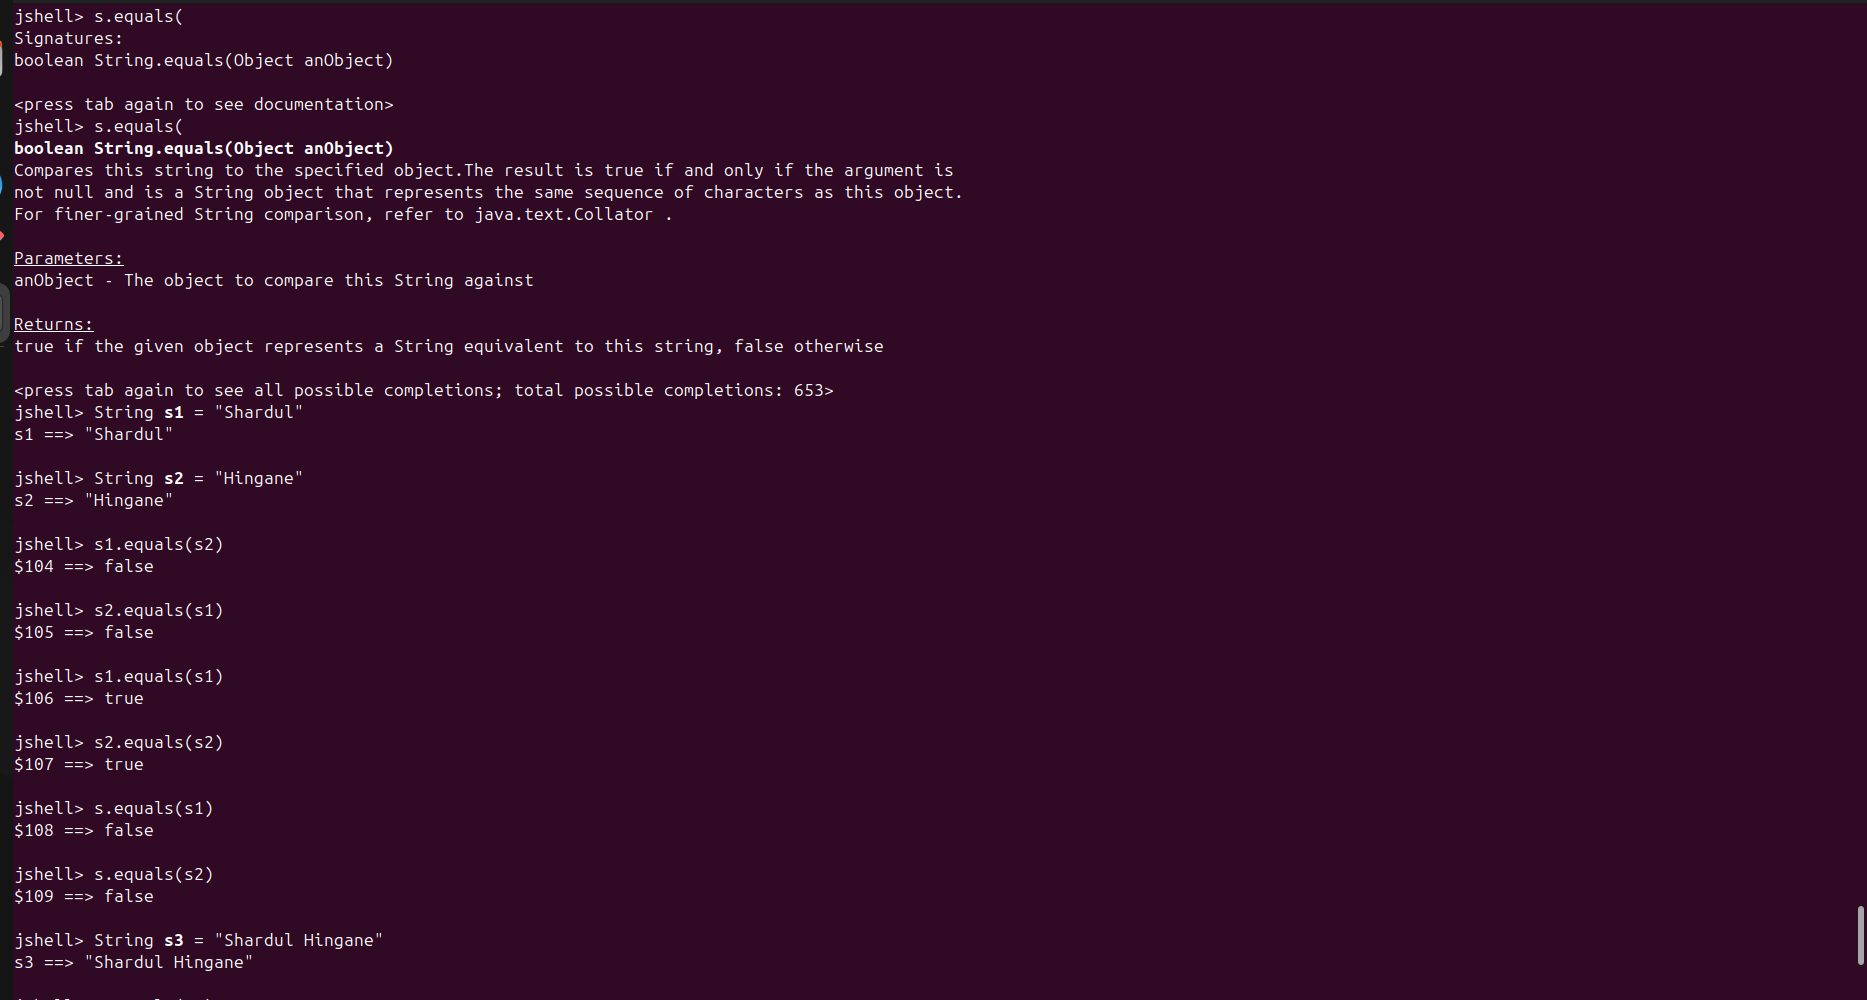 jshell> s.equals(
Signatures:
boolean String.equals(Object anObject)
<press tab again to see documentation>
jshell> s.equals(
boolean String.equals(Object anObject)
Compares this string to the specified object.The result is true if and only if the argument is
not null and is a String object that represents the same sequence of characters as this object.
For finer-grained String comparison, refer to java.text.Collator .
Parameters:
anObject - The object to compare this String against
Returns:
true if the given object represents a String equivalent to this string, false otherwise
<press tab again to see all possible completions; total possible completions: 653>
jshell> String s1 = "Shardul"
s1 ==> "Shardul"
jshell> String s2 = "Hingane"
s2 ==> "Hingane"
jshell> s1.equals(s2)
$104 ==> false
jshell> s2.equals(s1)
$105 ==> false
jshell> s1.equals(s1)
$106 ==> true
jshell> s2.equals(s2)
$107 ==> true
jshell> s.equals(s1)
$108 ==> false
jshell> s.equals(s2)
$109 ==> false
jshell> String s3 = "Shardul Hingane"
s3 ==> "Shardul Hingane"